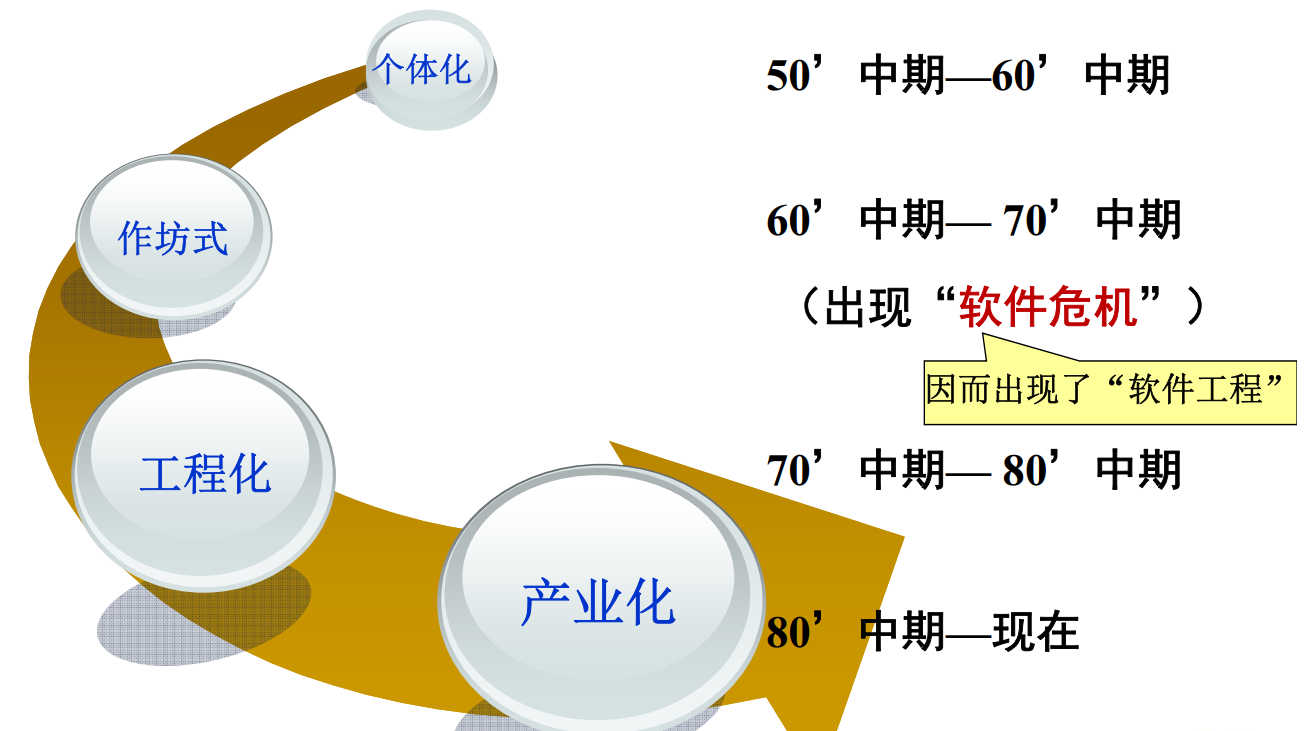 个体化
50’ 中期—60’ 中期
作坊式
60’ 中期— 70’ 中期
（出现“软件危机”）
因而出现了“软件工程”
工程化
70’ 中期— 80’ 中期
产业化
80’ 中期—现在